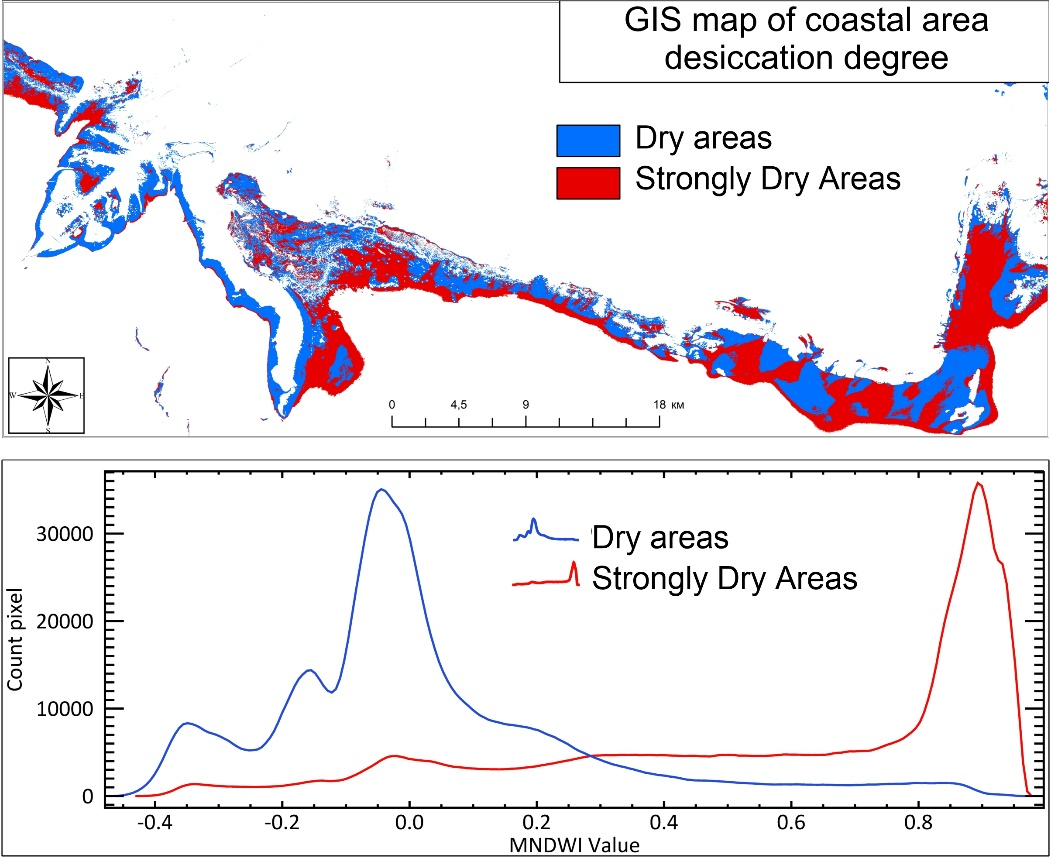 GIS map of coastal area
desiccation degree
Dry areas
Strongly Dry Areas
N
W
E
S
0 4,5 9 18 км
Dry areas
Strongly Dry Areas
Count pixel
30000
20000
10000
0
-0.4 -0.2 0.0 0.2 0.4 0.6 0.8
MNDWI Value